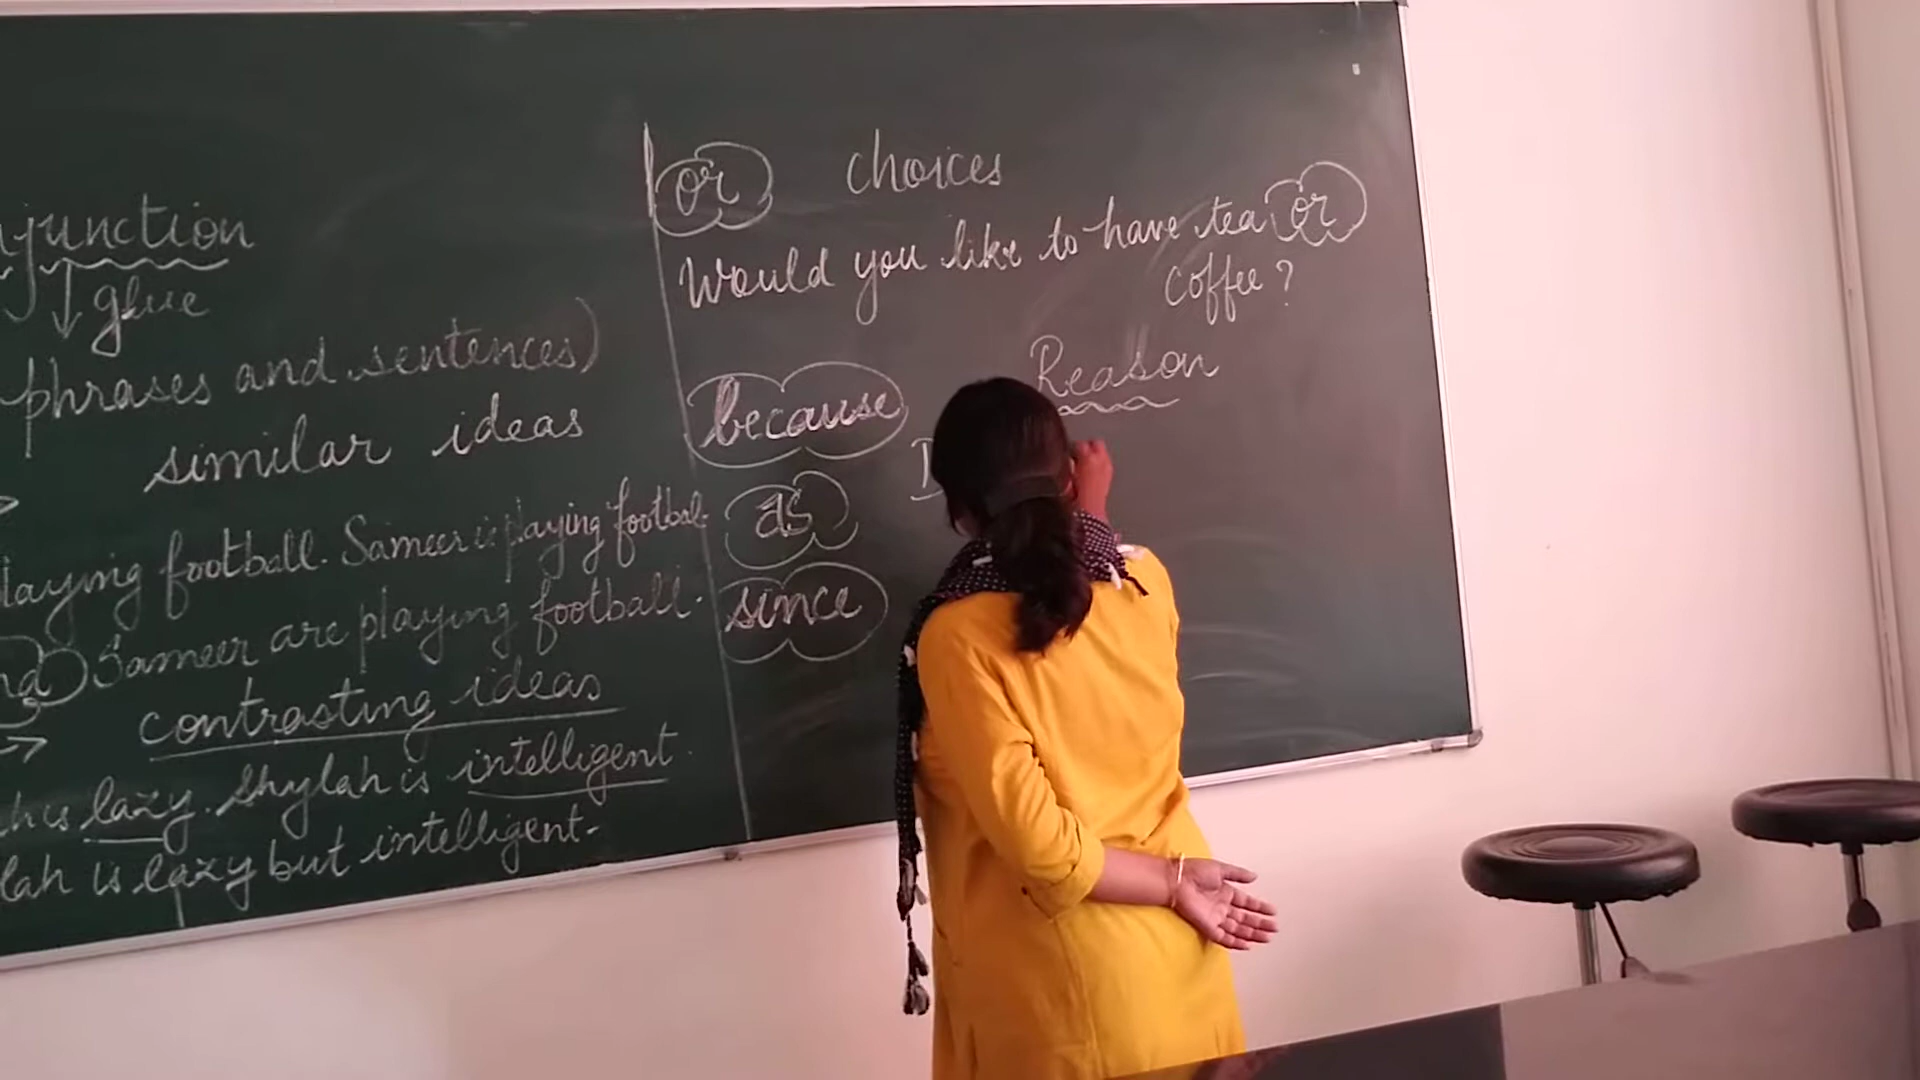 junction
glue
phrases and sentences)
similar ideas
laying football. Sameer is playing football
Sameer are playing football.
contrasting ideas
h is lazy. Shylah is intelligent.
lah is lazy but intelligent.
or choices
Would you like to have tea or
coffee?
because Reason
as
since